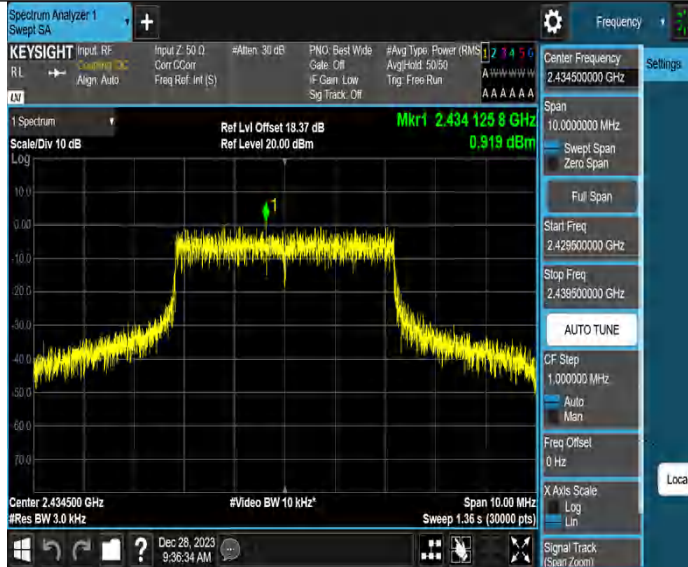 Spectrum Analyzer 1
Swept SA
+
Frequency
KEYSIGHT
RL
Input: RF
Coupling: DC
Align: Auto
Input Z: 50 Ω
Corr CCorr
Freq Ref: Int (S)
#Atten: 30 dB
PNO: Best Wide
Gate: Off
IF Gain: Low
Sig Track: Off
#Avg Type: Power (RMS
Avg|Hold: 50/50
Trig: Free Run
1 2 3 4 5 6
A W W W W W
A A A A A A
LXI
1 Spectrum
Scale/Div 10 dB
Log
Ref Lvl Offset 18.37 dB
Ref Level 20.00 dBm
Mkr1 2.434 125 8 GHz
0.919 dBm
1
10.0
0.00
-10.0
-20.0
-30.0
-40.0
-50.0
-60.0
-70.0
Center 2.434500 GHz
#Res BW 3.0 kHz
#Video BW 10 kHz*
Span 10.00 MHz
Sweep 1.36 s (30000 pts)
?
Dec 28, 2023
9:36:34 AM
Center Frequency
2.434500000 GHz
Settings
Span
10.0000000 MHz
Swept Span
Zero Span
Full Span
Start Freq
2.429500000 GHz
Stop Freq
2.439500000 GHz
AUTO TUNE
CF Step
1.000000 MHz
Auto
Man
Freq Offset
0 Hz
X Axis Scale
Log
Lin
Local
Signal Track
(Span Zoom)